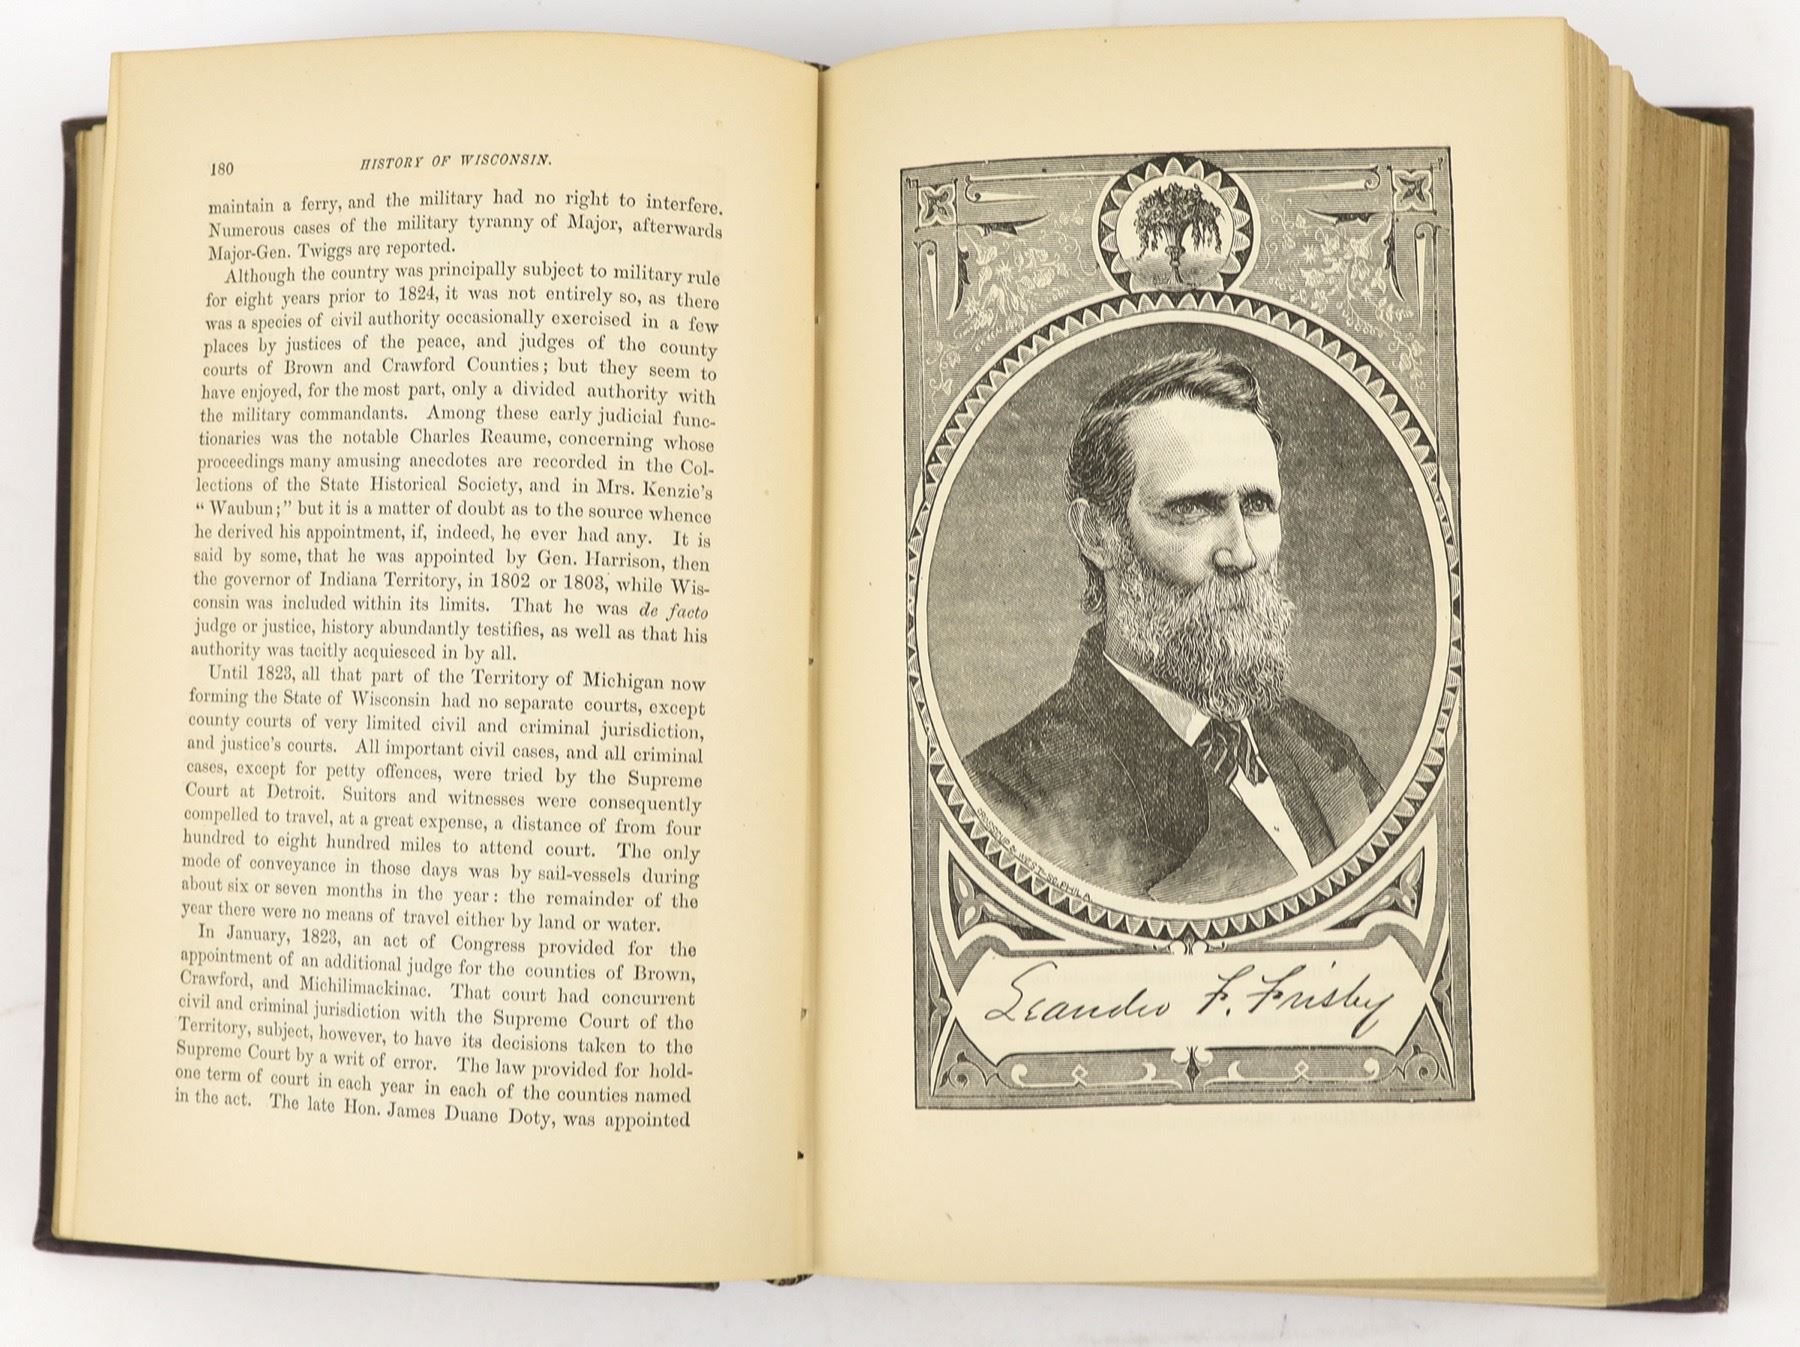 180 HISTORY OF WISCONSIN.
maintain a ferry, and the military had no right to interfere.
Numerous cases of the military tyranny of Major, afterwards
Major-Gen. Twiggs are reported.
Although the country was principally subject to military rule
for eight years prior to 1824, it was not entirely so, as there
was a species of civil authority occasionally exercised in a few
places by justices of the peace, and judges of the county
courts of Brown and Crawford Counties; but they seem to
have enjoyed, for the most part, only a divided authority with
the military commandants. Among these early judicial func-
tionaries was the notable Charles Reaume, concerning whose
proceedings many amusing anecdotes are recorded in the Col-
lections of the State Historical Society, and in Mrs. Kenzie's
"Waubun;" but it is a matter of doubt as to the source whence
he derived his appointment, if, indeed, he ever had any. It is
said by some, that he was appointed by Gen. Harrison, then
the governor of Indiana Territory, in 1802 or 1803, while Wis-
consin was included within its limits. That he was de facto
judge or justice, history abundantly testifies, as well as that his
authority was tacitly acquiesced in by all.
Until 1823, all that part of the Territory of Michigan now
forming the State of Wisconsin had no separate courts, except
county courts of very limited civil and criminal jurisdiction,
and justice's courts. All important civil cases, and all criminal
cases, except for petty offences, were tried by the Supreme
Court at Detroit. Suitors and witnesses were consequently
compelled to travel, at a great expense, a distance of from four
hundred to eight hundred miles to attend court. The only
mode of conveyance in those days was by sail-vessels during
about six or seven months in the year: the remainder of the
year there were no means of travel either by land or water.
In January, 1823, an act of Congress provided for the
appointment of an additional judge for the counties of Brown,
Crawford, and Michilimackinac. That court had concurrent
civil and criminal jurisdiction with the Supreme Court of the
Territory, subject, however, to have its decisions taken to the
Supreme Court by a writ of error. The law provided for hold-
one term of court in each year in each of the counties named
in the act. The late Hon. James Duane Doty, was appointed
CROSSCUP & WEST-SC.PHILA
Leander F. Frisby